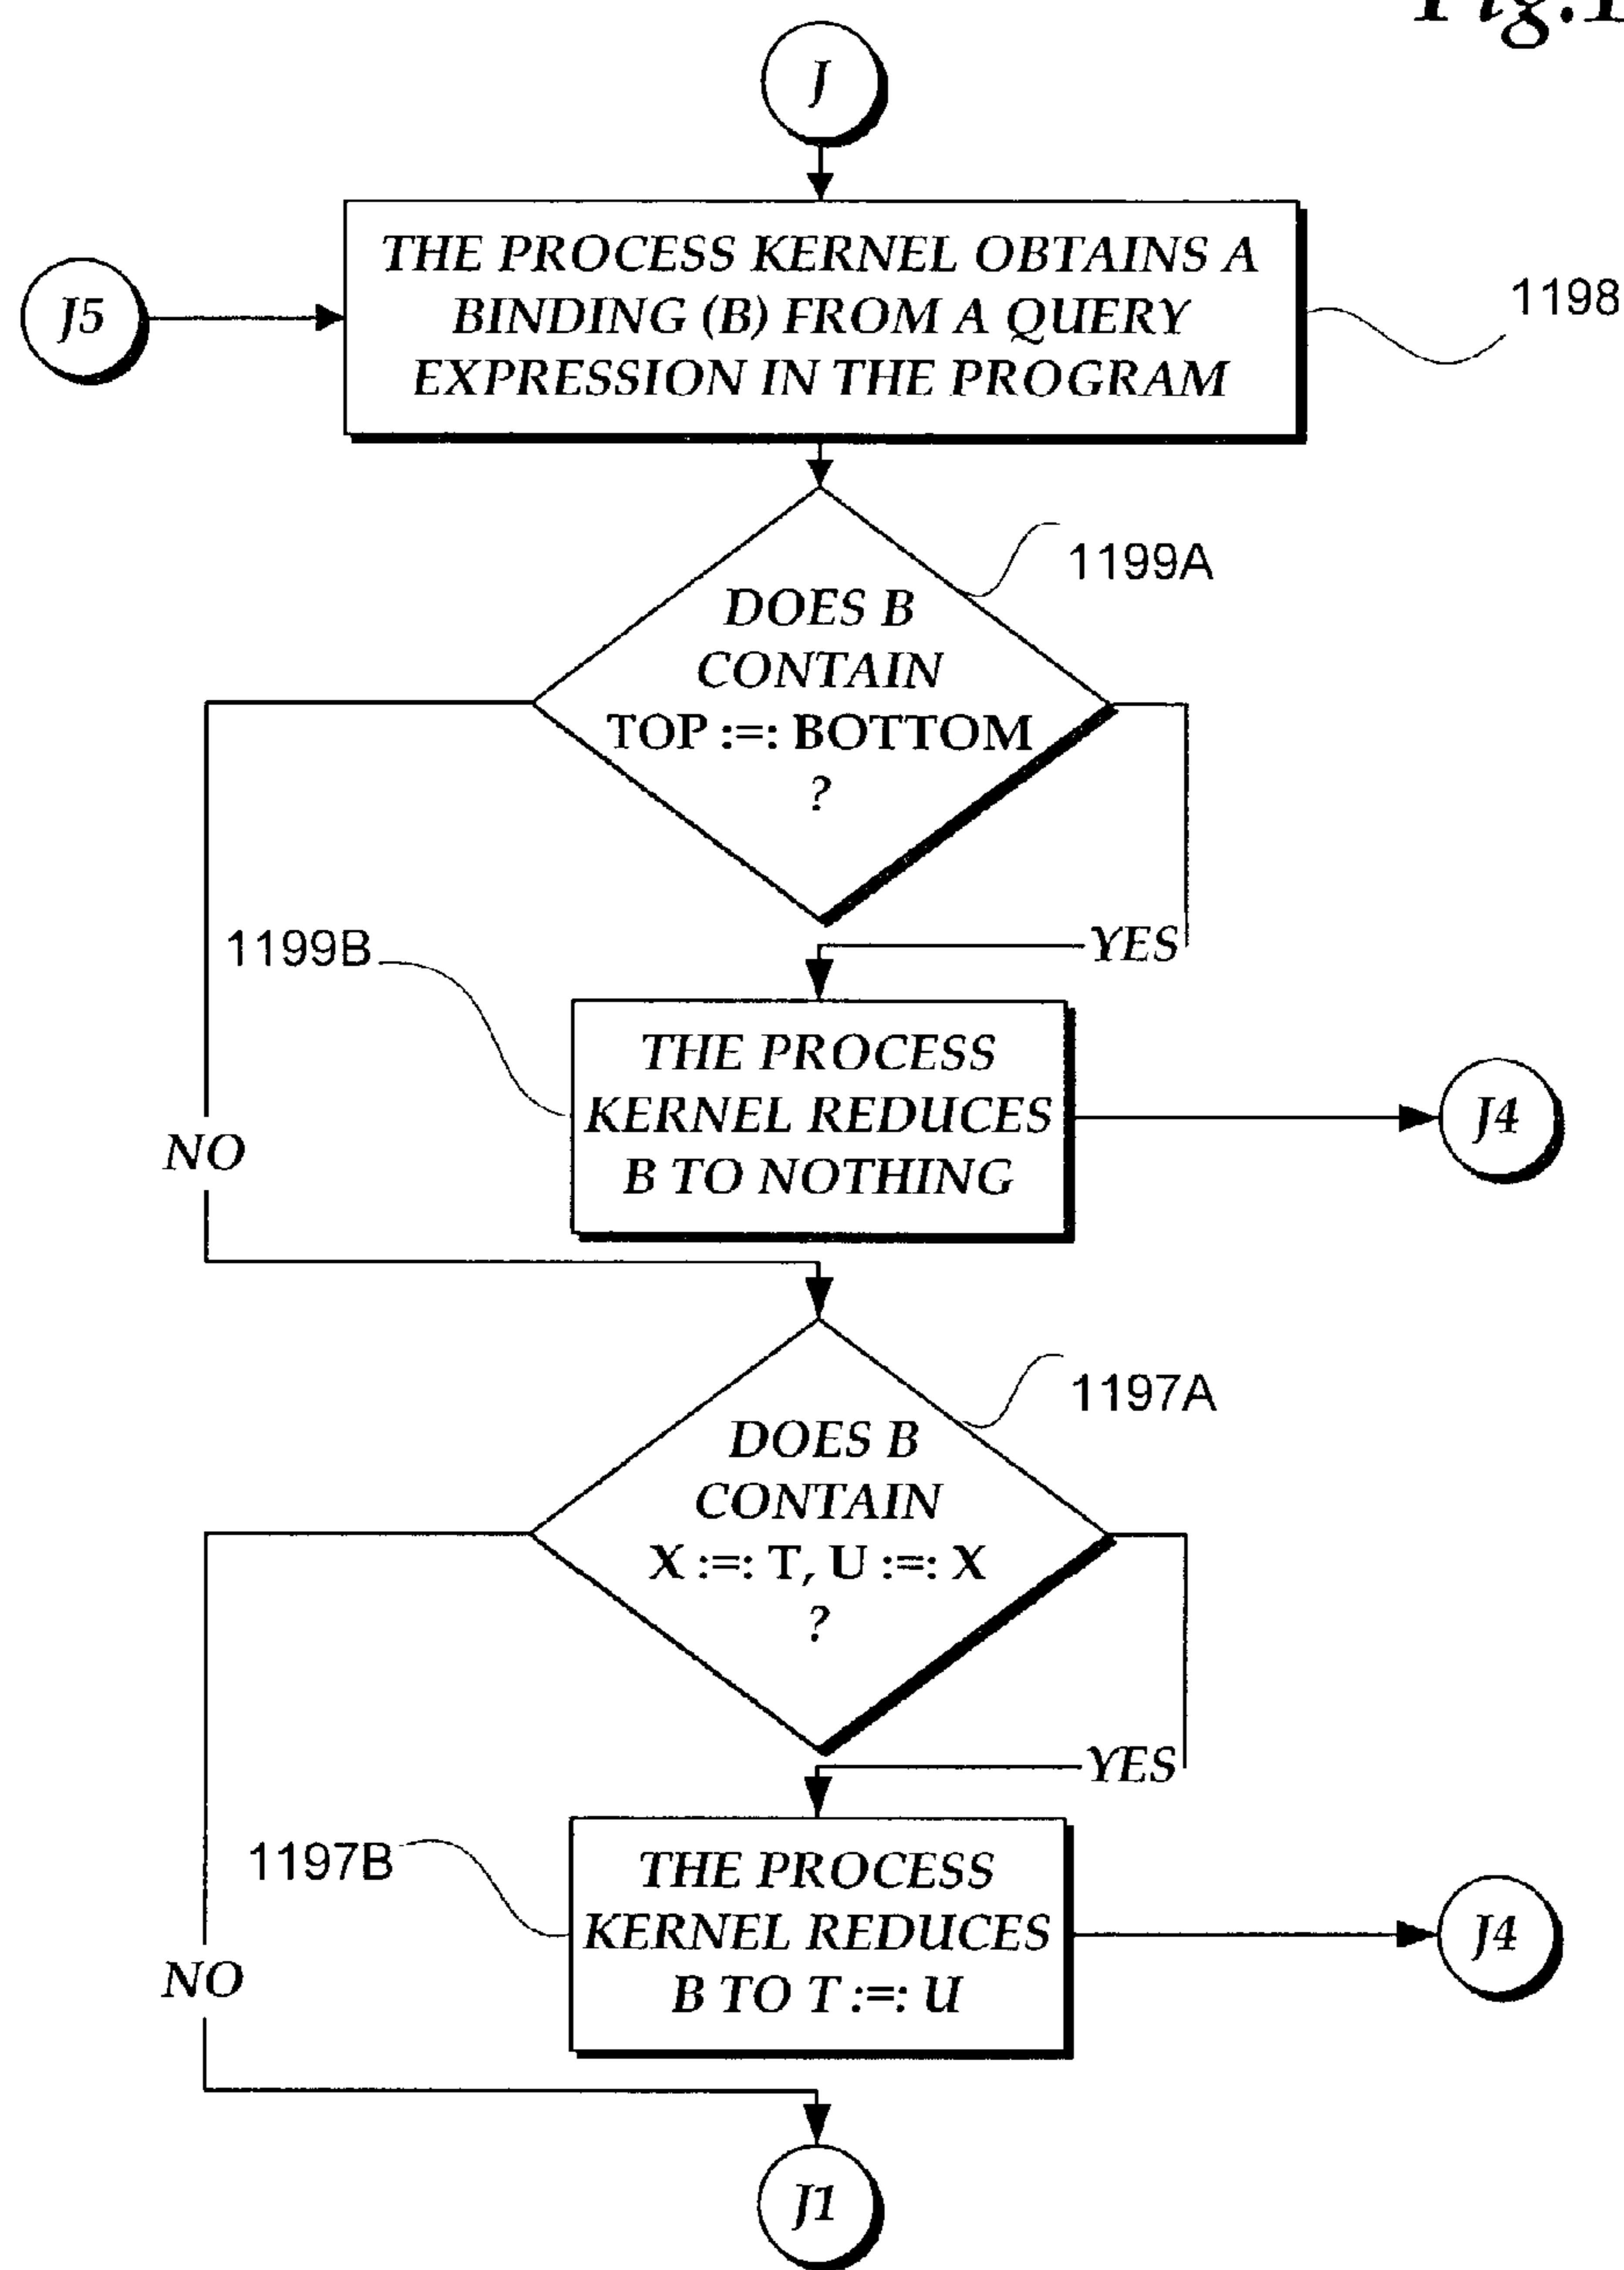 J
THE PROCESS KERNEL OBTAINS A
BINDING (B) FROM A QUERY
EXPRESSION IN THE PROGRAM
J5
1198
1199A
DOES B
CONTAIN
TOP :=: BOTTOM
?
YES
1199B
THE PROCESS
KERNEL REDUCES
B TO NOTHING
J4
NO
1197A
DOES B
CONTAIN
X :=: T, U :=: X
?
YES
1197B
THE PROCESS
KERNEL REDUCES
B TO T :=: U
J4
NO
J1